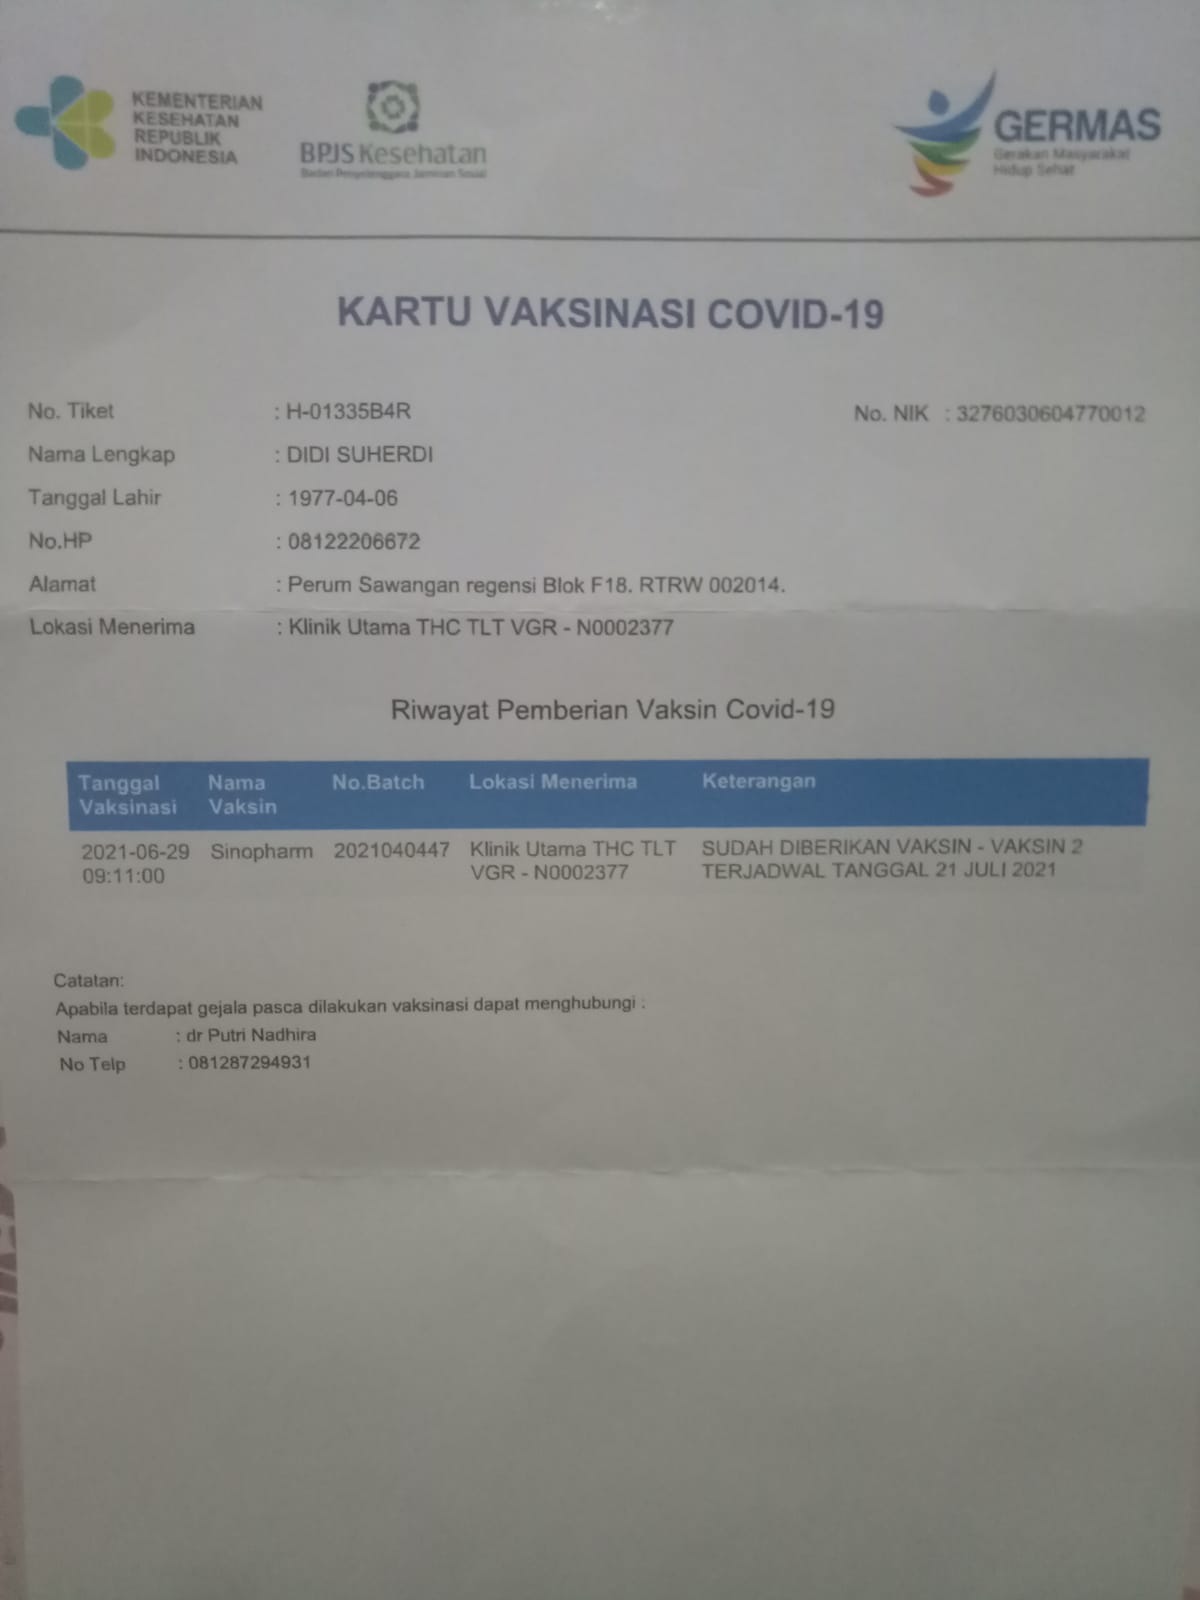 KEMENTERIAN
KESEHATAN
REPUBLIK
INDONESIA
BPJS Kesehatan
Badan Penyelenggara Jaminan Sosial
GERMAS
Gerakan Masyarakat
Hidup Sehat
KARTU VAKSINASI COVID-19
No. Tiket : H-01335B4R No. NIK : 3276030604770012
Nama Lengkap : DIDI SUHERDI
Tanggal Lahir : 1977-04-06
No.HP : 08122206672
Alamat : Perum Sawangan regensi Blok F18. RTRW 002014.
Lokasi Menerima : Klinik Utama THC TLT VGR - N0002377
Riwayat Pemberian Vaksin Covid-19
Tanggal Nama No.Batch Lokasi Menerima Keterangan
Vaksinasi Vaksin
2021-06-29 Sinopharm 2021040447 Klinik Utama THC TLT SUDAH DIBERIKAN VAKSIN - VAKSIN 2
09:11:00 VGR - N0002377 TERJADWAL TANGGAL 21 JULI 2021
Catatan:
Apabila terdapat gejala pasca dilakukan vaksinasi dapat menghubungi :
Nama : dr Putri Nadhira
No Telp : 081287294931